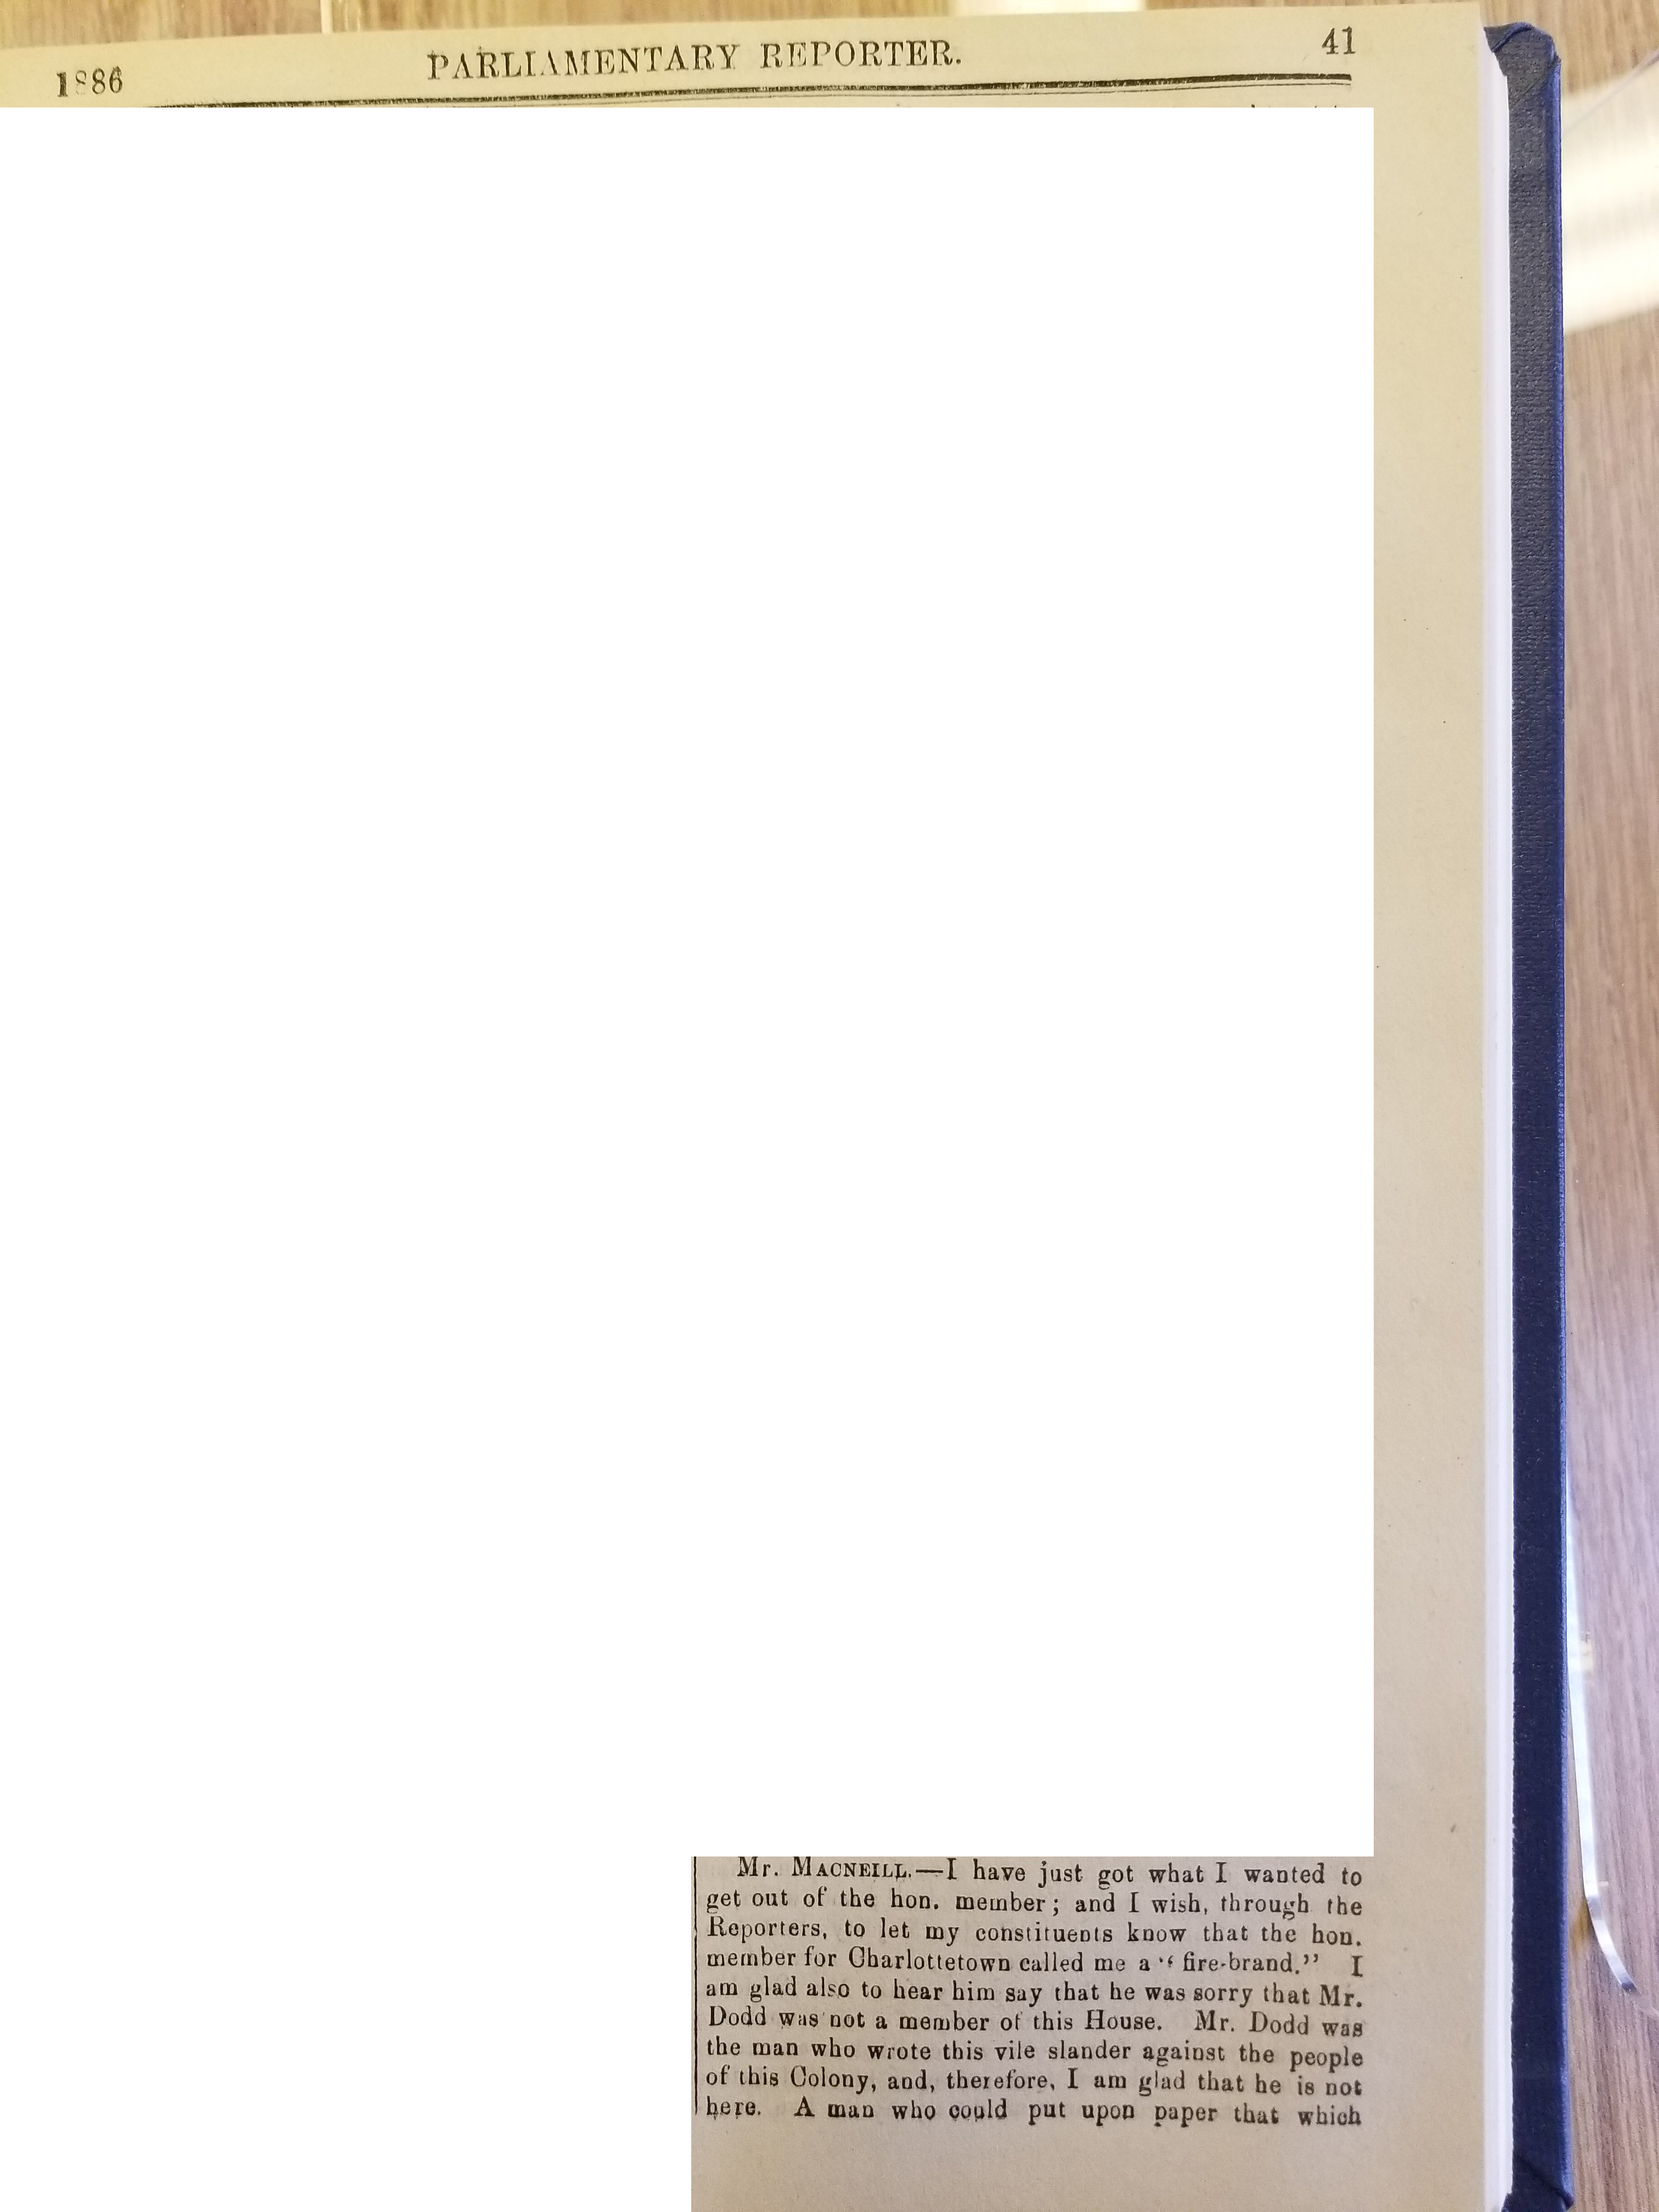 1886 PARLIAMENTARY REPORTER. 41
Mr. MACNEILL.—I have just got what I wanted to
get out of the hon. member; and I wish, through the
Reporters, to let my constituents know that the hon.
member for Charlottetown called me a "fire-brand." I
am glad also to hear him say that he was sorry that Mr.
Dodd was not a member of this House. Mr. Dodd was
the man who wrote this vile slander against the people
of this Colony, and, therefore, I am glad that he is not
here. A man who could put upon paper that which